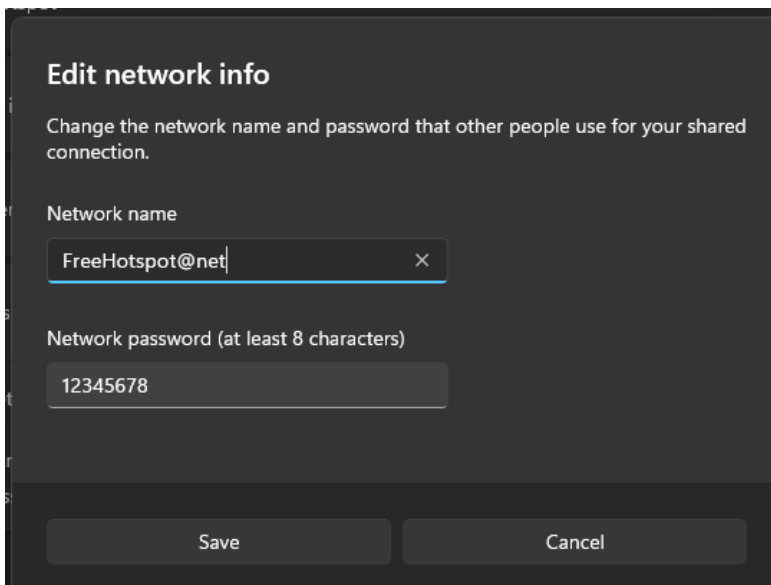 Edit network info
Change the network name and password that other people use for your shared
connection.
Network name
FreeHotspot@net
Network password (at least 8 characters)
12345678
Save
Cancel